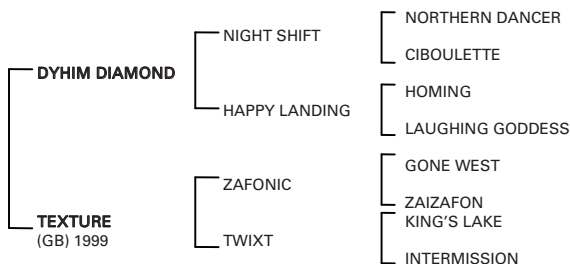 NORTHERN DANCER
NIGHT SHIFT
CIBOULETTE
DYHIM DIAMOND
HOMING
HAPPY LANDING
LAUGHING GODDESS
GONE WEST
ZAFONIC
ZAIZAFON
TEXTURE
KING'S LAKE
(GB) 1999
TWIXT
INTERMISSION